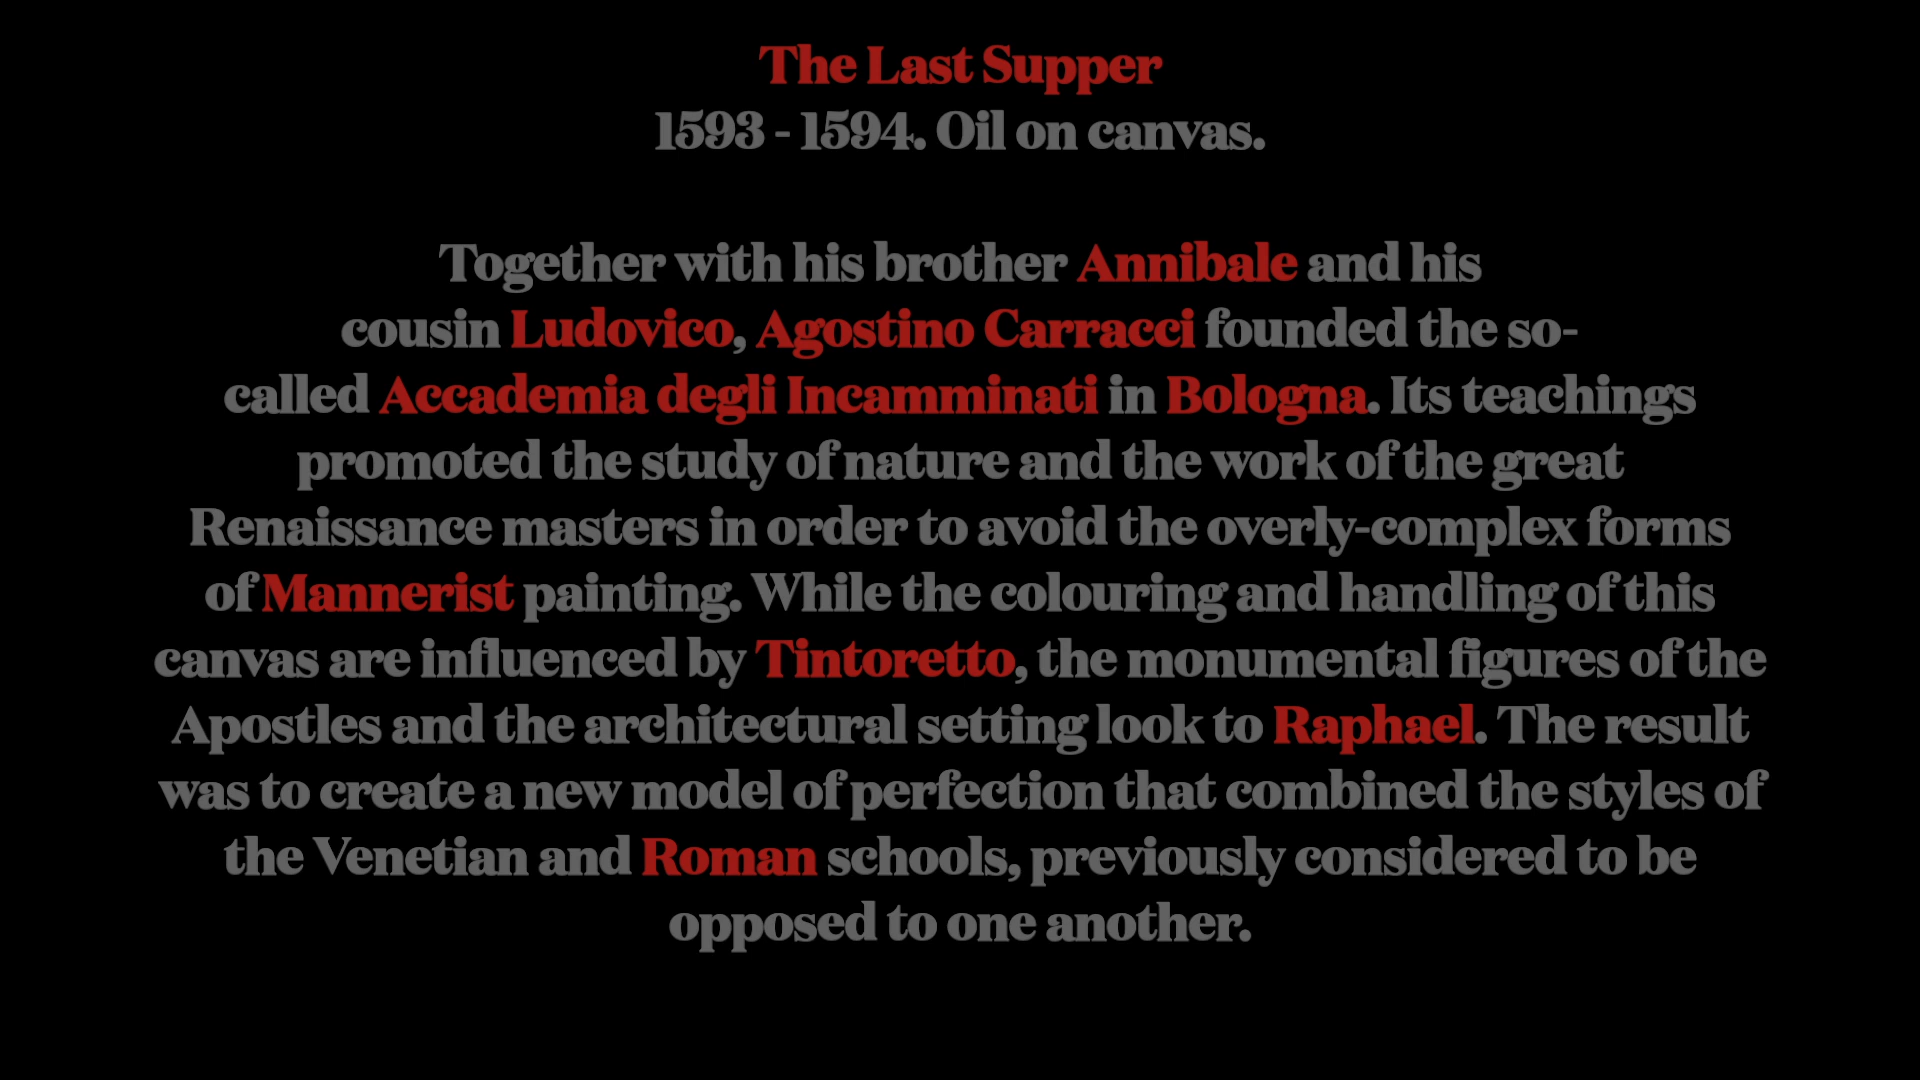 The Last Supper
1593 - 1594. Oil on canvas.
Together with his brother Annibale and his
cousin Ludovico, Agostino Carracci founded the so-
called Accademia degli Incamminati in Bologna. Its teachings
promoted the study of nature and the work of the great
Renaissance masters in order to avoid the overly-complex forms
of Mannerist painting. While the colouring and handling of this
canvas are influenced by Tintoretto, the monumental figures of the
Apostles and the architectural setting look to Raphael. The result
was to create a new model of perfection that combined the styles of
the Venetian and Roman schools, previously considered to be
opposed to one another.